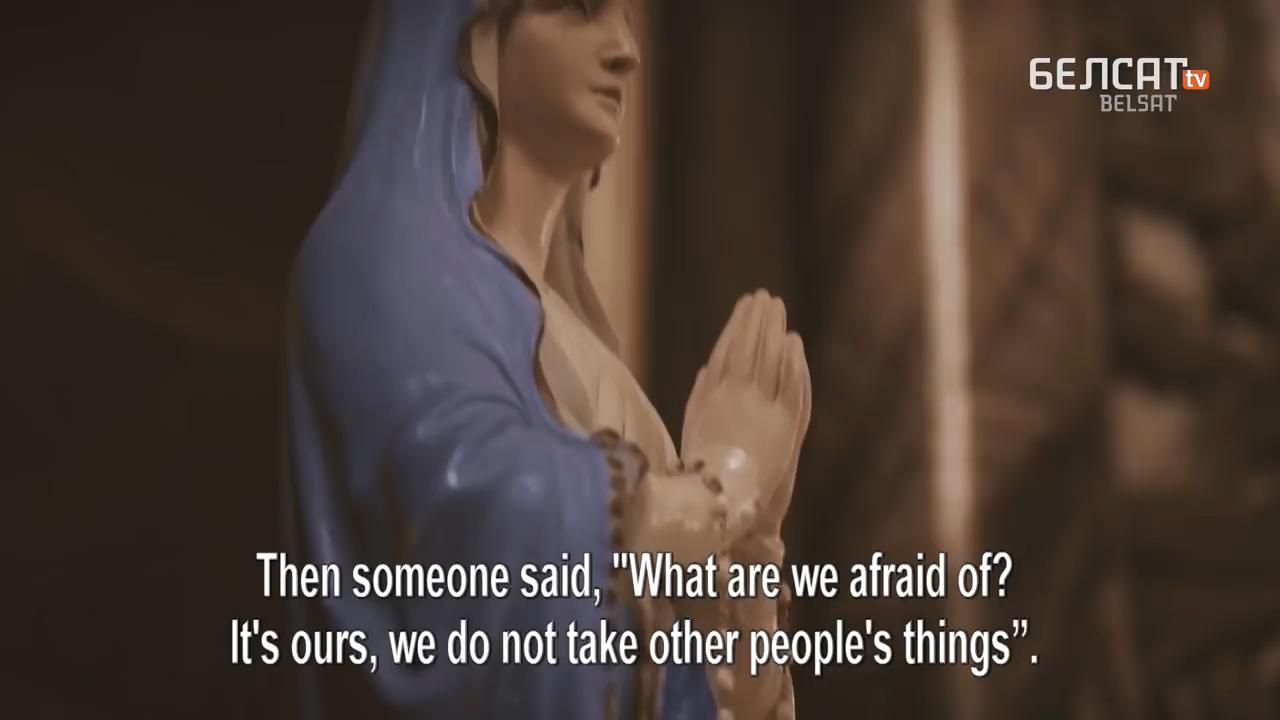 БЕЛСАТ tv
BELSAT
Then someone said, "What are we afraid of?
It's ours, we do not take other people's things”.